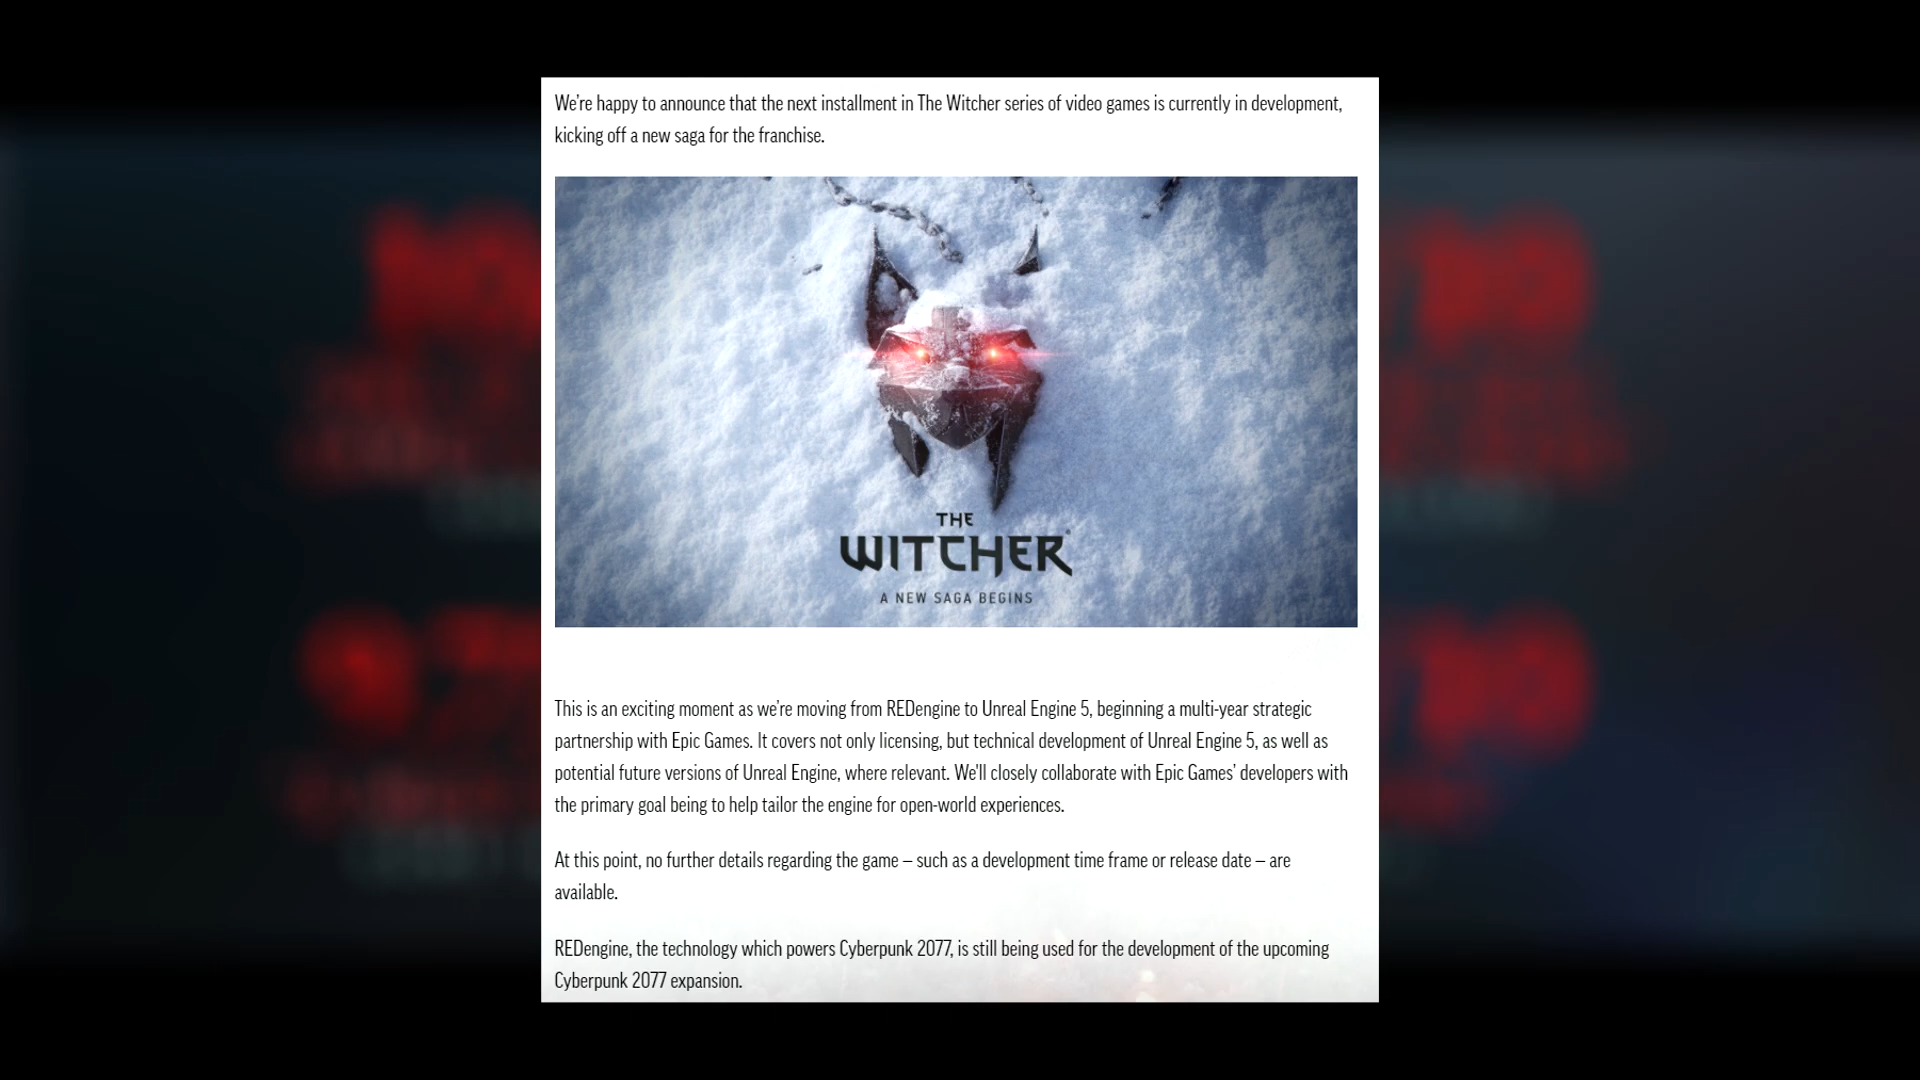 We're happy to announce that the next installment in The Witcher series of video games is currently in development,
kicking off a new saga for the franchise.
THE
WITCHER
A NEW SAGA BEGINS
This is an exciting moment as we're moving from REDengine to Unreal Engine 5, beginning a multi-year strategic
partnership with Epic Games. It covers not only licensing, but technical development of Unreal Engine 5, as well as
potential future versions of Unreal Engine, where relevant. We'll closely collaborate with Epic Games' developers with
the primary goal being to help tailor the engine for open-world experiences.
At this point, no further details regarding the game – such as a development time frame or release date – are
available.
REDengine, the technology which powers Cyberpunk 2077, is still being used for the development of the upcoming
Cyberpunk 2077 expansion.